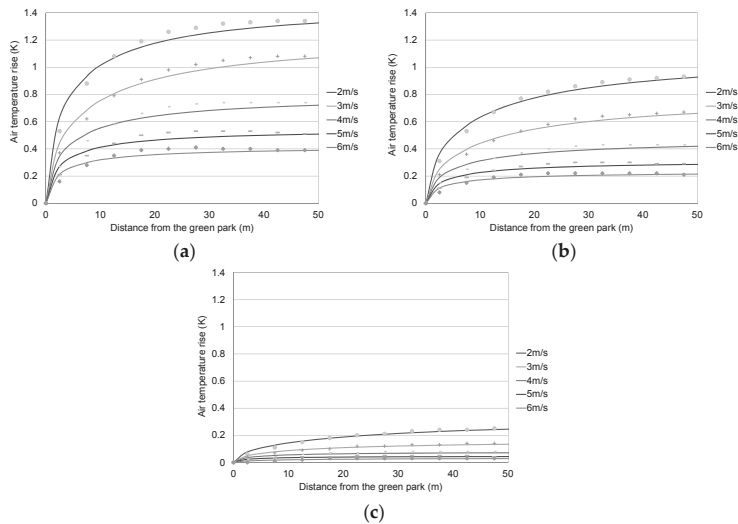 1.4
1.2
1
0.8
0.6
0.4
0.2
0
Air temperature rise (K)
0 10 20 30 40 50
Distance from the green park (m)
2m/s
3m/s
4m/s
5m/s
6m/s
(a)
1.4
1.2
1
0.8
0.6
0.4
0.2
0
Air temperature rise (K)
0 10 20 30 40 50
Distance from the green park (m)
2m/s
3m/s
4m/s
5m/s
6m/s
(b)
1.4
1.2
1
0.8
0.6
0.4
0.2
0
Air temperature rise (K)
0 10 20 30 40 50
Distance from the green park (m)
2m/s
3m/s
4m/s
5m/s
6m/s
(c)